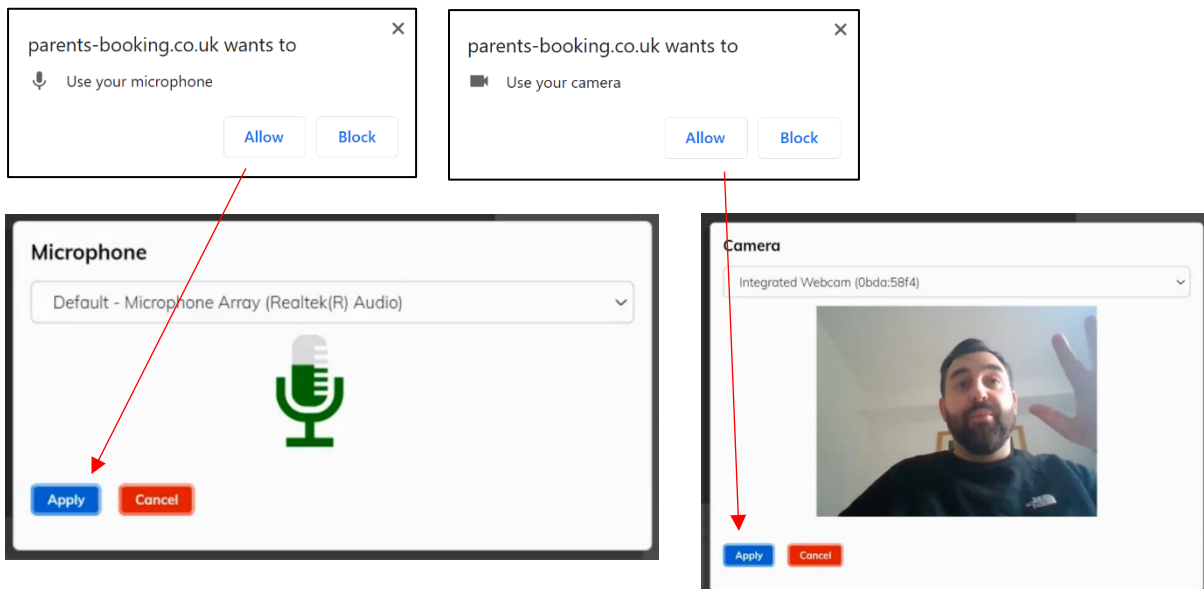 parents-booking.co.uk wants to
Use your microphone
Allow
Block
parents-booking.co.uk wants to
Use your camera
Allow
Block
Microphone
Default - Microphone Array (Realtek(R) Audio)
Apply
Cancel
Camera
Integrated Webcam (0bda:58f4)
Apply
Cancel